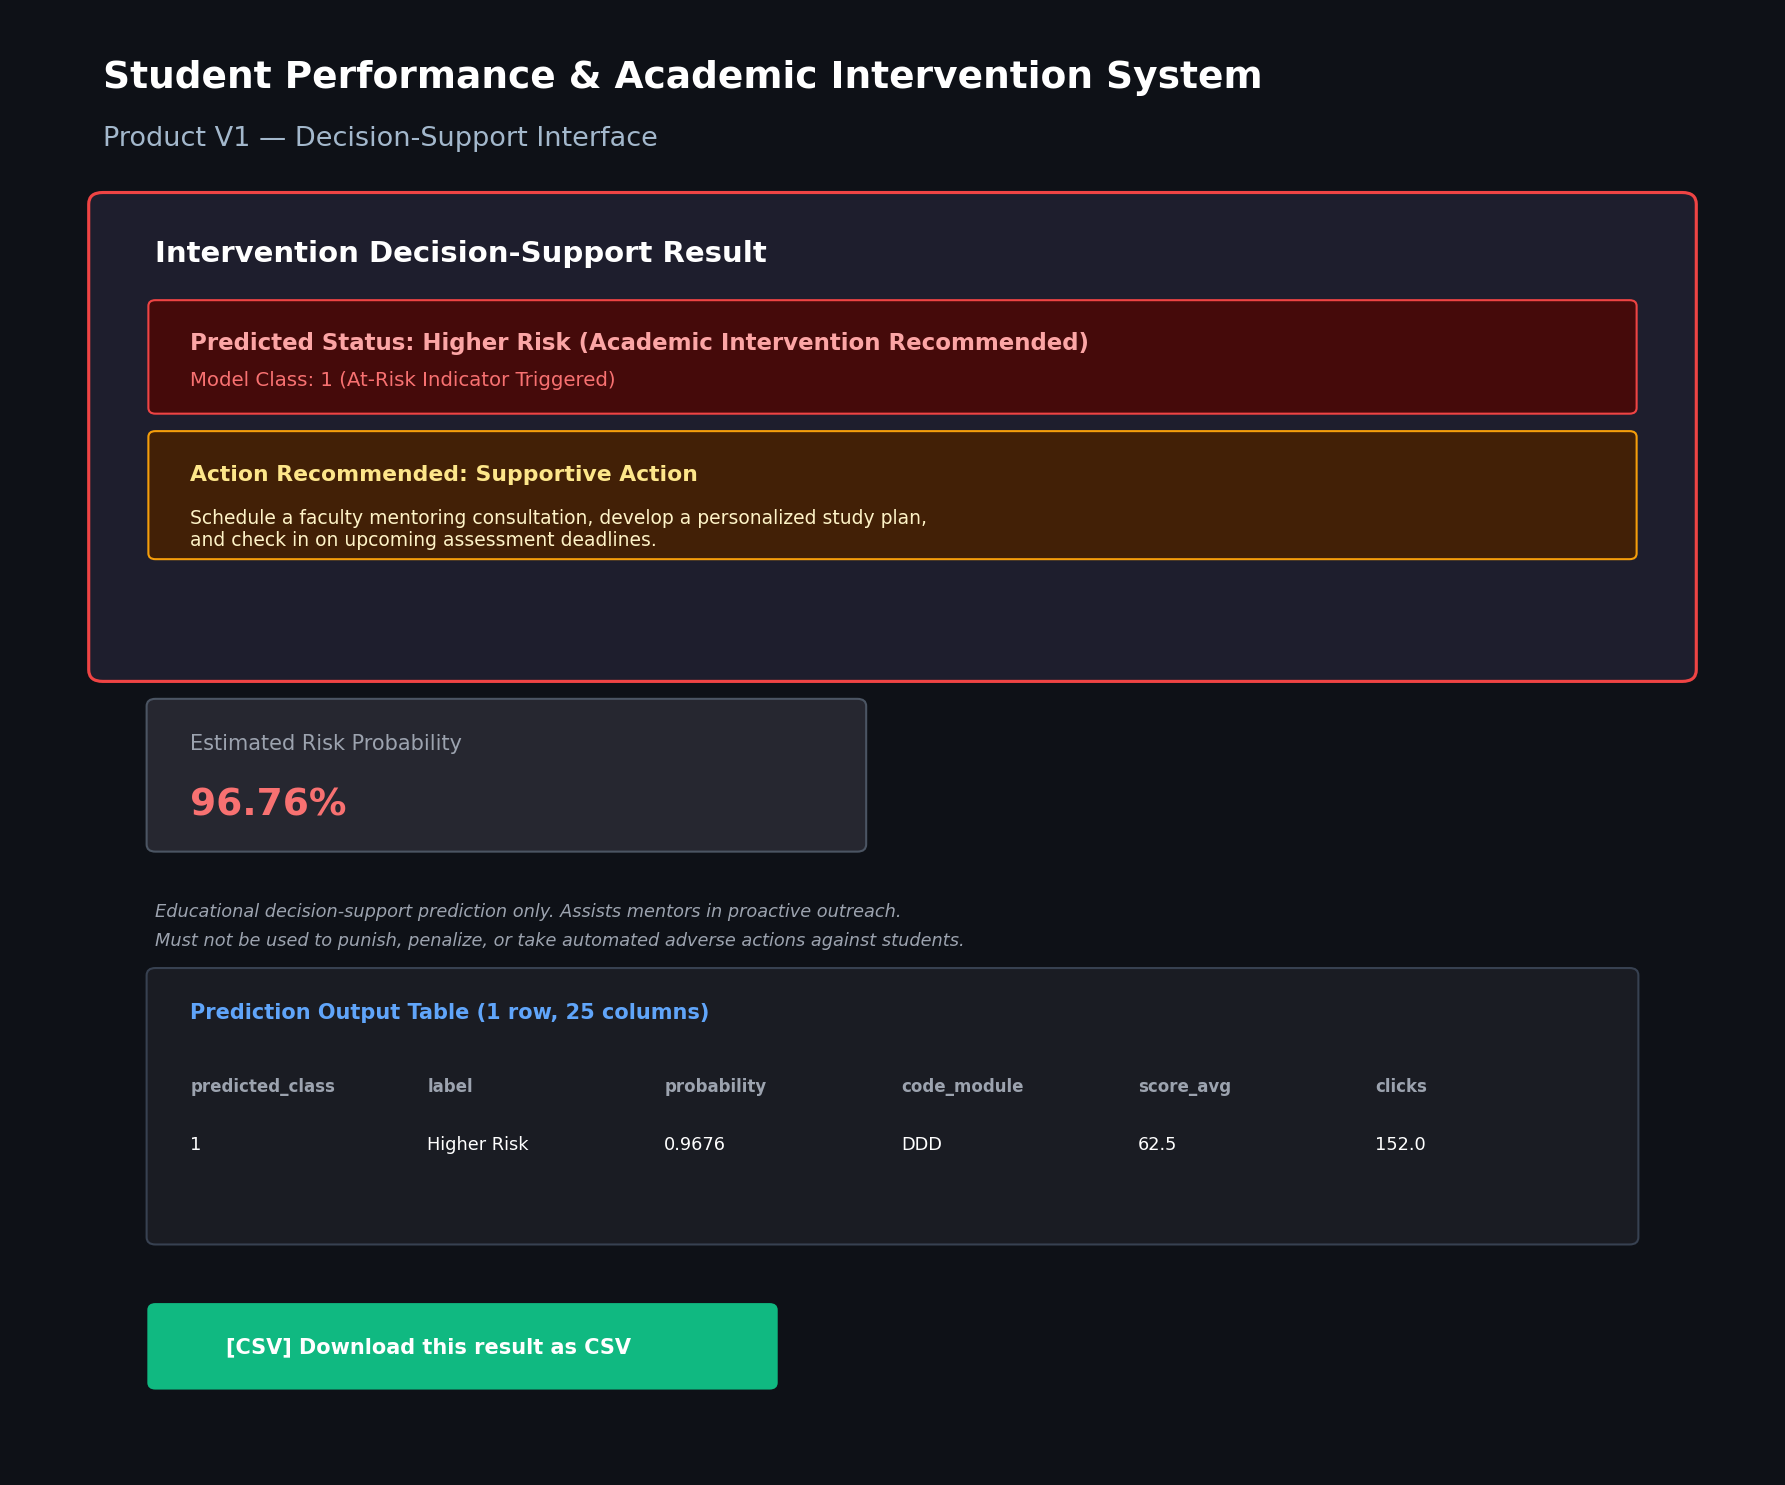 Student Performance & Academic Intervention System
Product V1 — Decision-Support Interface
Intervention Decision-Support Result
Predicted Status: Higher Risk (Academic Intervention Recommended)
Model Class: 1 (At-Risk Indicator Triggered)
Action Recommended: Supportive Action
Schedule a faculty mentoring consultation, develop a personalized study plan,
and check in on upcoming assessment deadlines.
Estimated Risk Probability
96.76%
Educational decision-support prediction only. Assists mentors in proactive outreach.
Must not be used to punish, penalize, or take automated adverse actions against students.
Prediction Output Table (1 row, 25 columns)
predicted_class label probability code_module score_avg clicks
1 Higher Risk 0.9676 DDD 62.5 152.0
[CSV] Download this result as CSV